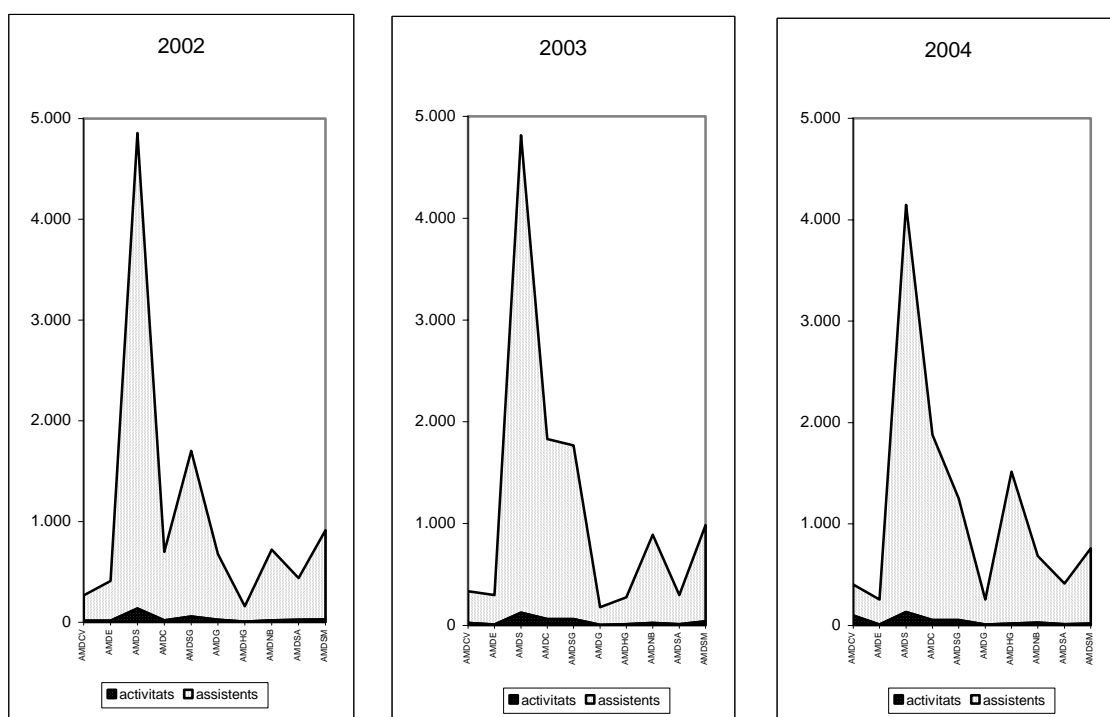 2002
5.000
4.000
3.000
2.000
1.000
0
AMDCV
AMDE
AMDS
AMDC
AMDSG
AMDG
AMDHG
AMDNB
AMDSA
AMDSM
activitats assistents
2003
5.000
4.000
3.000
2.000
1.000
0
AMDCV
AMDE
AMDS
AMDC
AMDSG
AMDG
AMDHG
AMDNB
AMDSA
AMDSM
activitats assistents
2004
5.000
4.000
3.000
2.000
1.000
0
AMDCV
AMDE
AMDS
AMDC
AMDSG
AMDG
AMDHG
AMDNB
AMDSA
AMDSM
activitats assistents